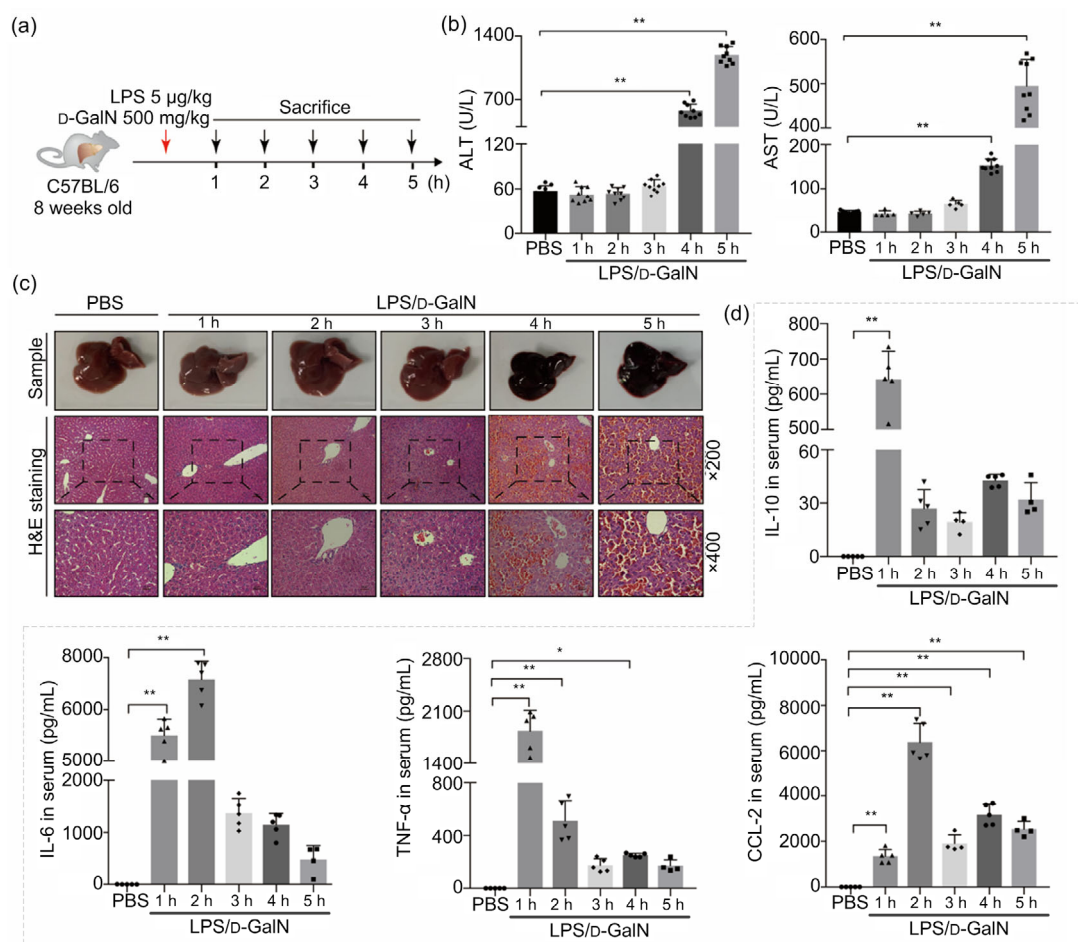 (a)
LPS 5 μg/kg
D-GalN 500 mg/kg
Sacrifice
C57BL/6
8 weeks old
1 2 3 4 5 (h)
(b)
ALT (U/L)
1400
700
120
60
0
** 
**
PBS 1 h 2 h 3 h 4 h 5 h
LPS/D-GalN
AST (U/L)
600
500
400
200
100
50
0
**
**
PBS 1 h 2 h 3 h 4 h 5 h
LPS/D-GalN
(c)
PBS LPS/D-GalN
1 h 2 h 3 h 4 h 5 h
Sample
H&E staining
×200
×400
(d)
IL-10 in serum (pg/mL)
800
700
600
500
60
30
0
**
PBS 1 h 2 h 3 h 4 h 5 h
LPS/D-GalN
IL-6 in serum (pg/mL)
8000
6000
5000
2000
1000
0
**
**
PBS 1 h 2 h 3 h 4 h 5 h
LPS/D-GalN
TNF-α in serum (pg/mL)
2800
2100
1400
800
400
0
*
**
**
PBS 1 h 2 h 3 h 4 h 5 h
LPS/D-GalN
CCL-2 in serum (pg/mL)
10000
8000
6000
4000
2000
0
**
**
**
**
**
PBS 1 h 2 h 3 h 4 h 5 h
LPS/D-GalN